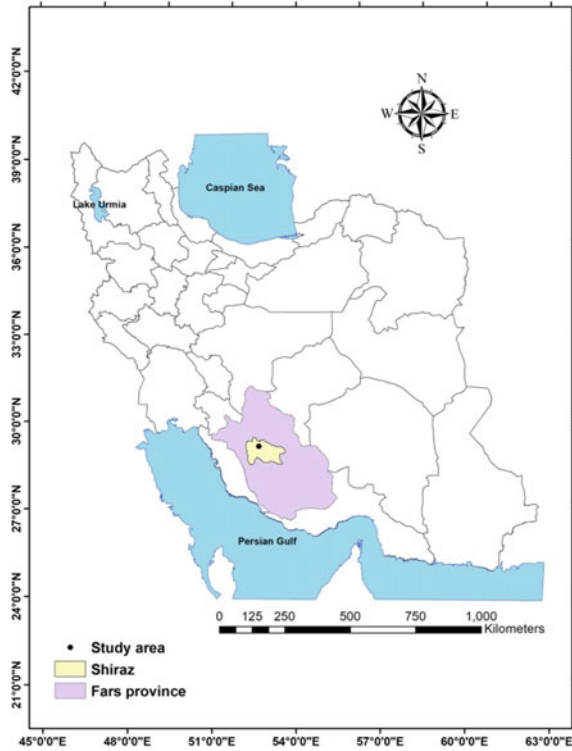 42°0'0"N
39°0'0"N
36°0'0"N
33°0'0"N
30°0'0"N
27°0'0"N
24°0'0"N
21°0'0"N
N
W E
S
Caspian Sea
Lake Urmia
Persian Gulf
0 125 250 500 750 1,000
Kilometers
Study area
Shiraz
Fars province
45°0'0"E 48°0'0"E 51°0'0"E 54°0'0"E 57°0'0"E 60°0'0"E 63°0'0"E